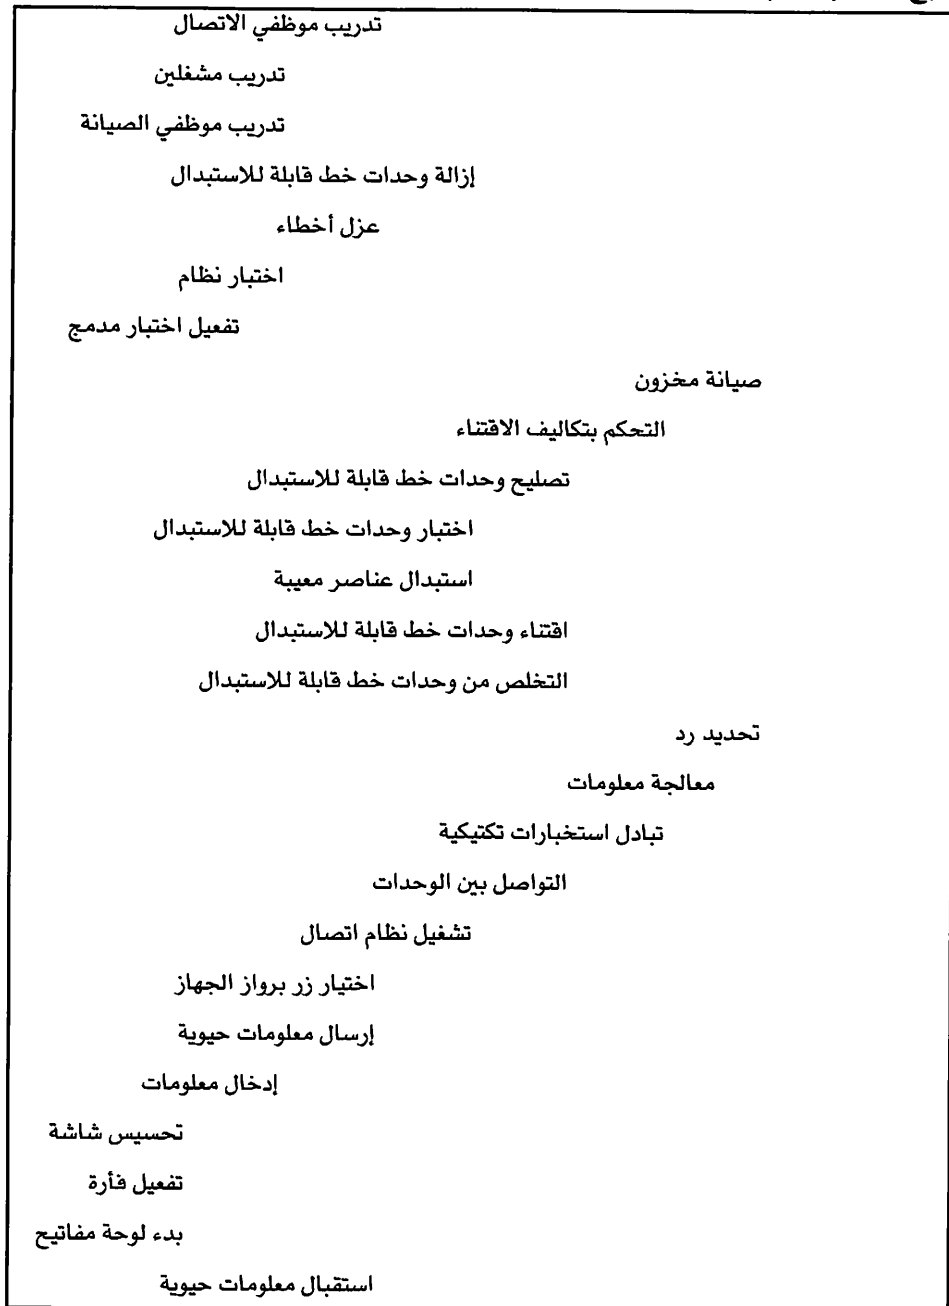 تدريب موظفي الاتصال
تدريب مشغلين
تدريب موظفي الصيانة
إزالة وحدات خط قابلة للاستبدال
عزل أخطاء
اختبار نظام
تفعيل اختبار مدمج
صيانة مخزون
التحكم بتكاليف الاقتناء
تصليح وحدات خط قابلة للاستبدال
اختبار وحدات خط قابلة للاستبدال
استبدال عناصر معيبة
اقتناء وحدات خط قابلة للاستبدال
التخلص من وحدات خط قابلة للاستبدال
تحديد رد
معالجة معلومات
تبادل استخبارات تكتيكية
التواصل بين الوحدات
تشغيل نظام اتصال
اختيار زر برواز الجهاز
إرسال معلومات حيوية
إدخال معلومات
تحسيس شاشة
تفعيل فأرة
بدء لوحة مفاتيح
استقبال معلومات حيوية